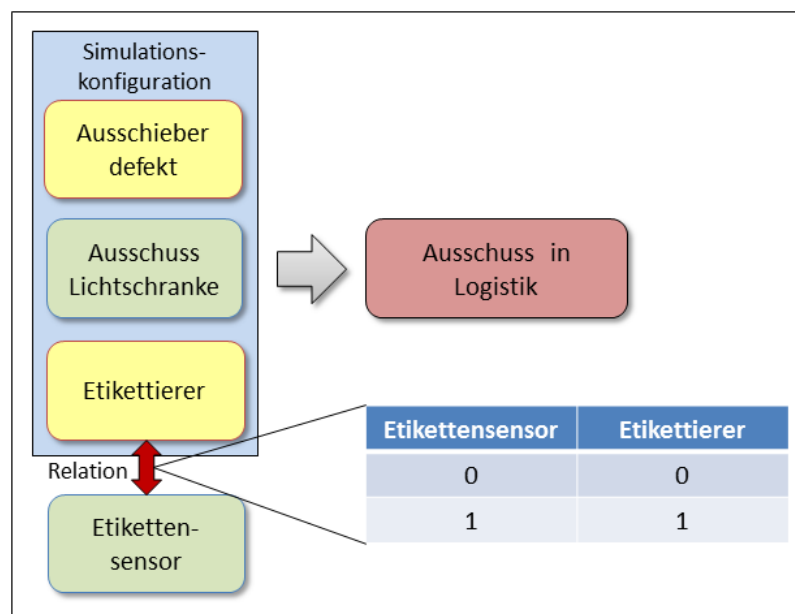 Simulations-
konfiguration
Ausschieber
defekt
Ausschuss
Lichtschranke
Ausschuss in
Logistik
Etikettierer
Relation
Etiketten-
sensor
Etikettensensor Etikettierer
0 0
1 1